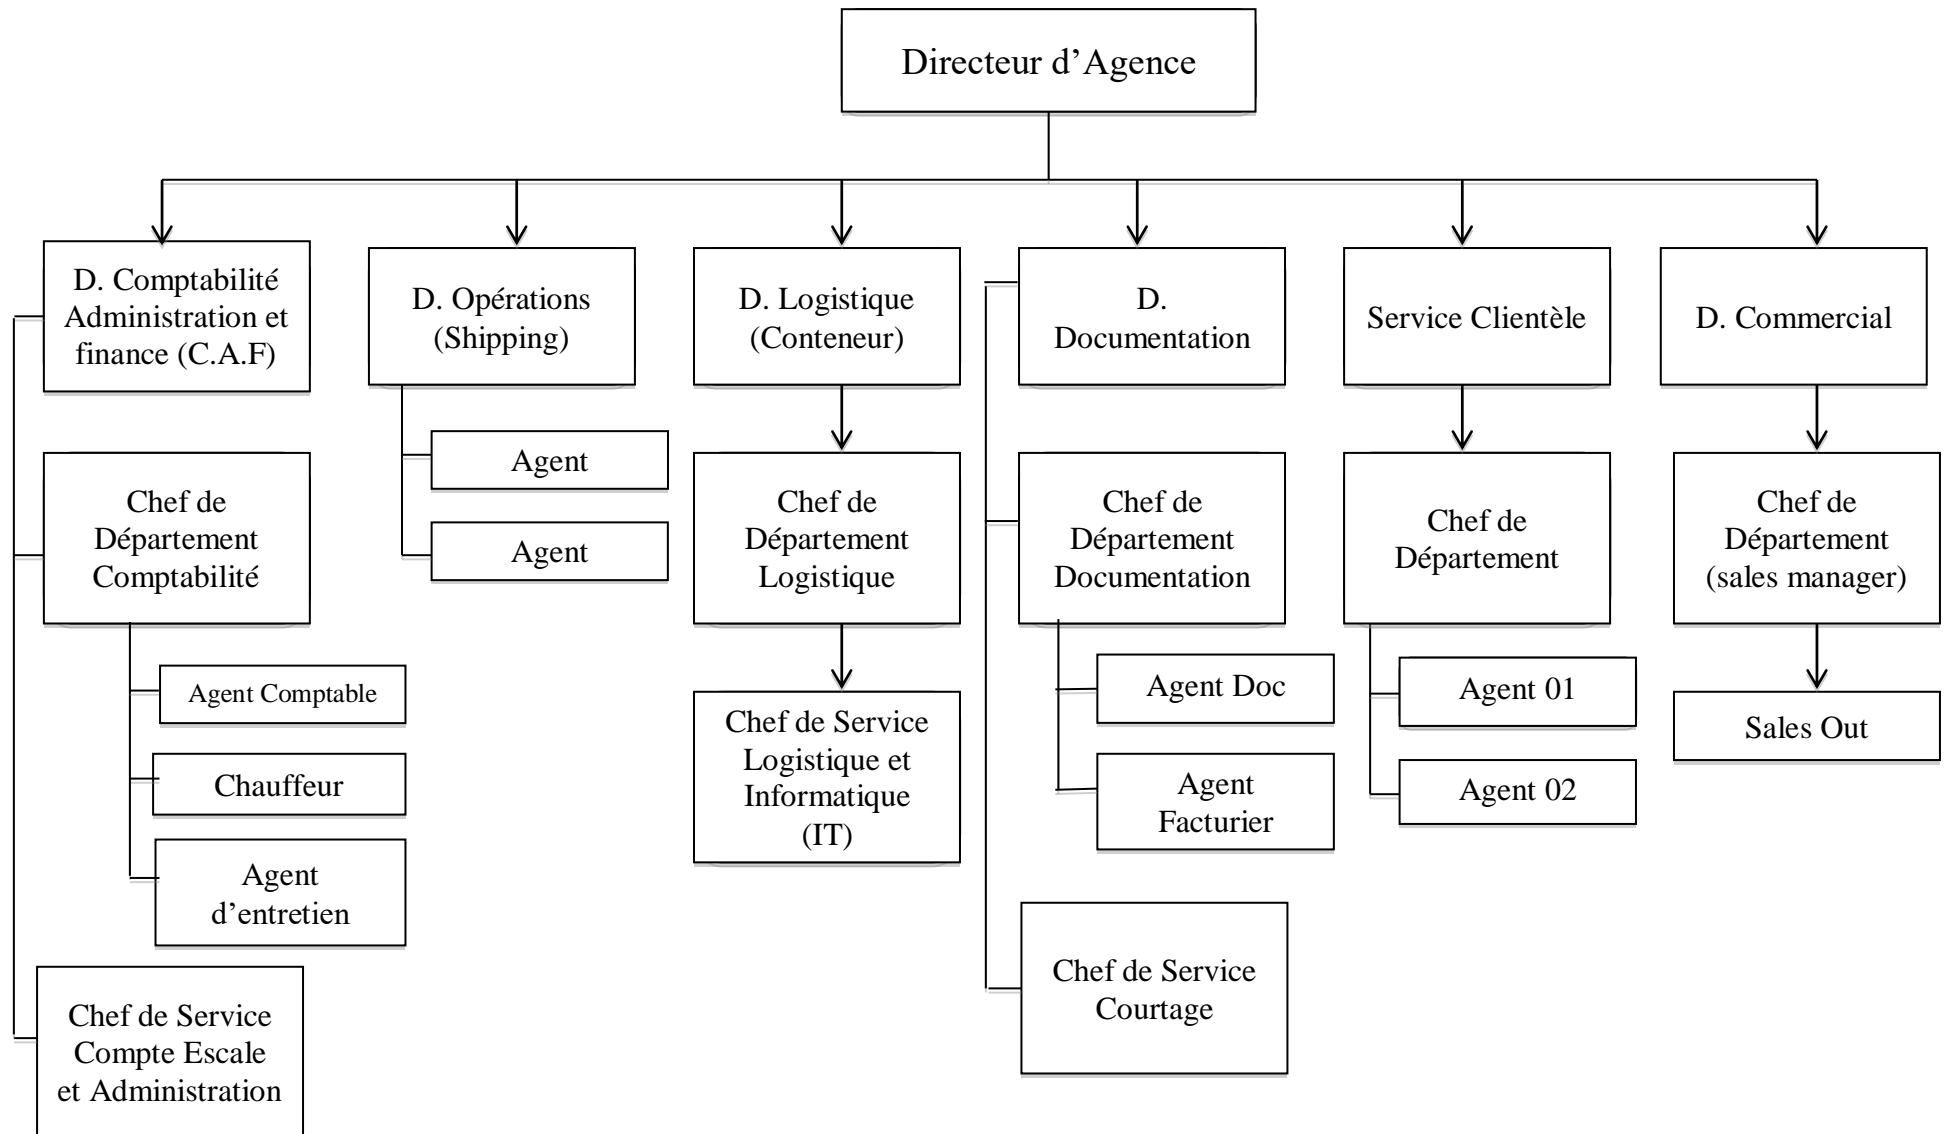 Directeur d’Agence
D. Comptabilité
Administration et
finance (C.A.F)
D. Opérations
(Shipping)
D. Logistique
(Conteneur)
D.
Documentation
Service Clientèle
D. Commercial
Chef de
Département
Comptabilité
Agent
Agent
Chef de
Département
Logistique
Chef de
Département
Documentation
Chef de
Département
Chef de
Département
(sales manager)
Agent Comptable
Chauffeur
Agent
d’entretien
Chef de Service
Logistique et
Informatique
(IT)
Agent Doc
Agent
Facturier
Agent 01
Agent 02
Sales Out
Chef de Service
Compte Escale
et Administration
Chef de Service
Courtage